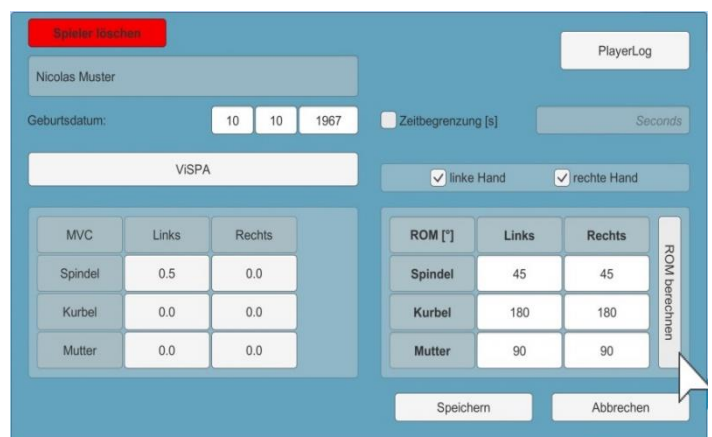 Spieler löschen
PlayerLog
Nicolas Muster
Geburtsdatum: 10 10 1967
Zeitbegrenzung [s] Seconds
ViSPA
linke Hand rechte Hand
MVC Links Rechts
Spindel 0.5 0.0
Kurbel 0.0 0.0
Mutter 0.0 0.0
ROM [°] Links Rechts
Spindel 45 45
Kurbel 180 180
Mutter 90 90
ROM berechnen
Speichern Abbrechen